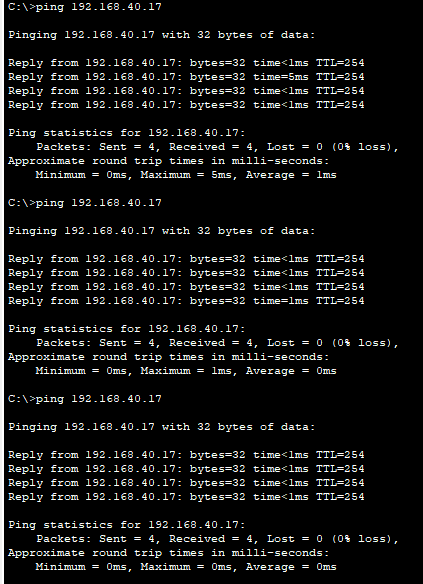 C:\>ping 192.168.40.17
Pinging 192.168.40.17 with 32 bytes of data:
Reply from 192.168.40.17: bytes=32 time<1ms TTL=254
Reply from 192.168.40.17: bytes=32 time=5ms TTL=254
Reply from 192.168.40.17: bytes=32 time<1ms TTL=254
Reply from 192.168.40.17: bytes=32 time<1ms TTL=254
Ping statistics for 192.168.40.17:
Packets: Sent = 4, Received = 4, Lost = 0 (0% loss),
Approximate round trip times in milli-seconds:
Minimum = 0ms, Maximum = 5ms, Average = 1ms
C:\>ping 192.168.40.17
Pinging 192.168.40.17 with 32 bytes of data:
Reply from 192.168.40.17: bytes=32 time<1ms TTL=254
Reply from 192.168.40.17: bytes=32 time<1ms TTL=254
Reply from 192.168.40.17: bytes=32 time<1ms TTL=254
Reply from 192.168.40.17: bytes=32 time=1ms TTL=254
Ping statistics for 192.168.40.17:
Packets: Sent = 4, Received = 4, Lost = 0 (0% loss),
Approximate round trip times in milli-seconds:
Minimum = 0ms, Maximum = 1ms, Average = 0ms
C:\>ping 192.168.40.17
Pinging 192.168.40.17 with 32 bytes of data:
Reply from 192.168.40.17: bytes=32 time<1ms TTL=254
Reply from 192.168.40.17: bytes=32 time<1ms TTL=254
Reply from 192.168.40.17: bytes=32 time<1ms TTL=254
Reply from 192.168.40.17: bytes=32 time<1ms TTL=254
Ping statistics for 192.168.40.17:
Packets: Sent = 4, Received = 4, Lost = 0 (0% loss),
Approximate round trip times in milli-seconds:
Minimum = 0ms, Maximum = 0ms, Average = 0ms